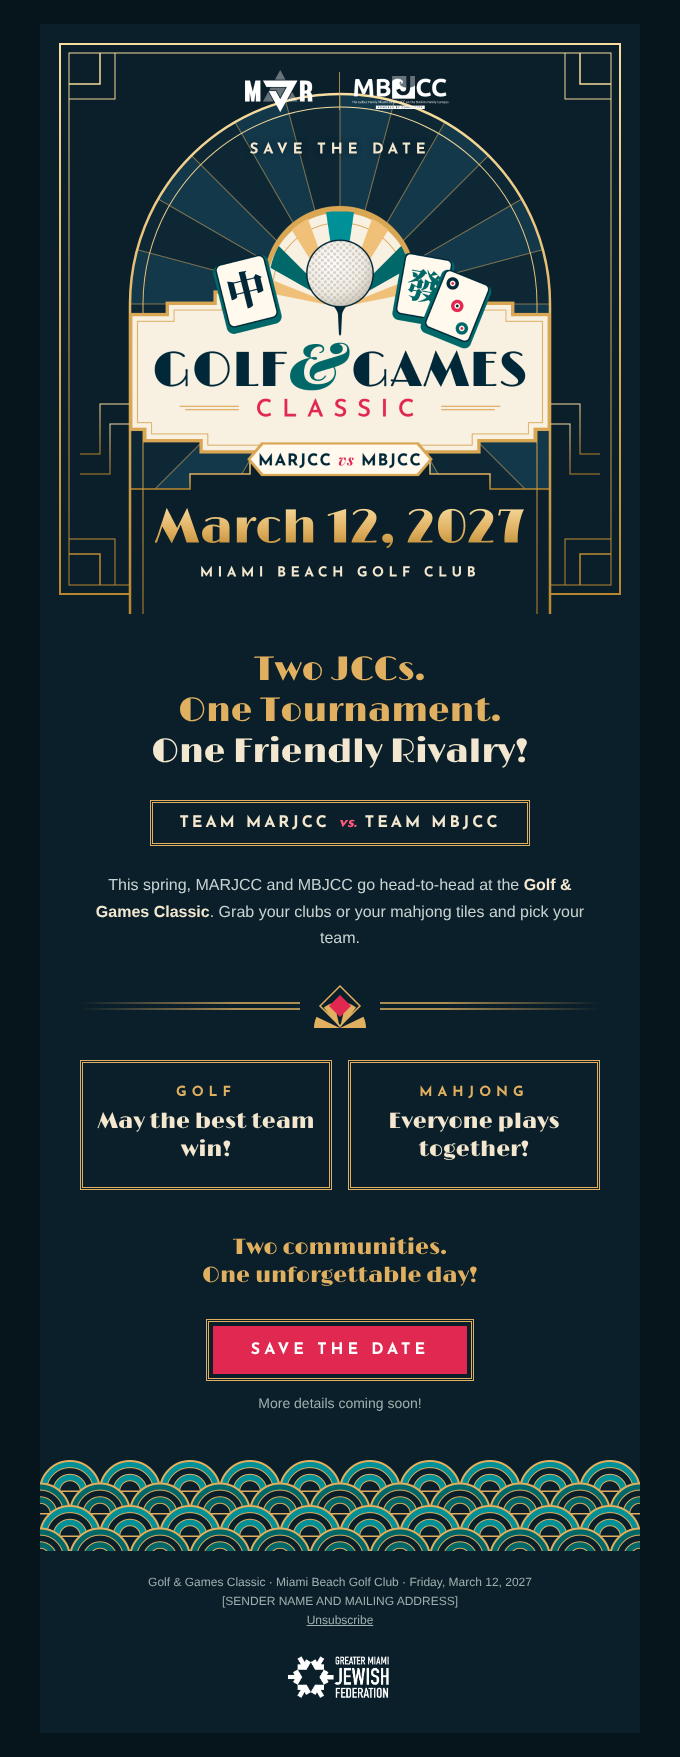 MAR
MBJCC
SAVE THE DATE
中
發
GOLF & GAMES
CLASSIC
MARJCC vs MBJCC
March 12, 2027
MIAMI BEACH GOLF CLUB
Two JCCs.
One Tournament.
One Friendly Rivalry!
TEAM MARJCC vs. TEAM MBJCC
This spring, MARJCC and MBJCC go head-to-head at the Golf &
Games Classic. Grab your clubs or your mahjong tiles and pick your
team.
GOLF
May the best team
win!
MAHJONG
Everyone plays
together!
Two communities.
One unforgettable day!
SAVE THE DATE
More details coming soon!
Golf & Games Classic · Miami Beach Golf Club · Friday, March 12, 2027
[SENDER NAME AND MAILING ADDRESS]
Unsubscribe
GREATER MIAMI
JEWISH
FEDERATION